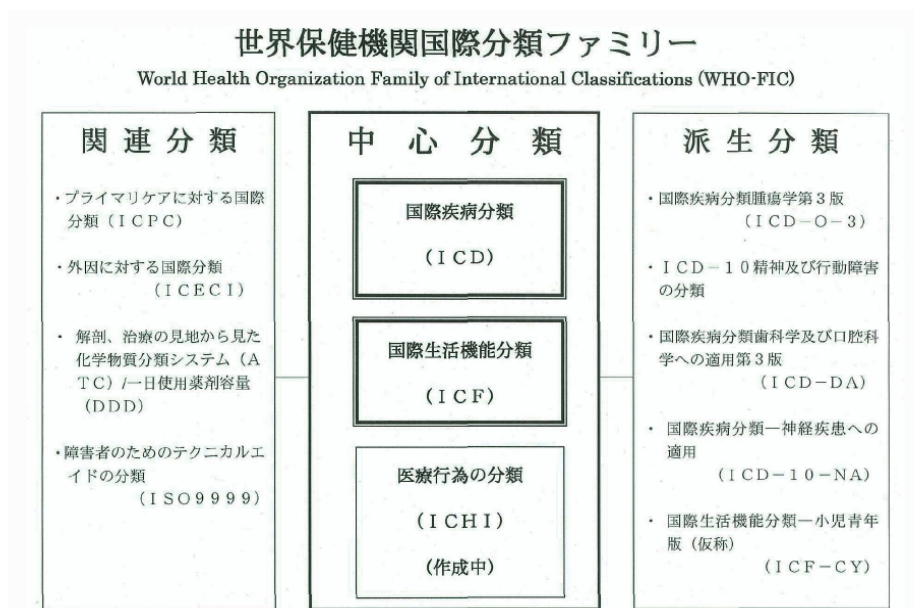 世界保健機関国際分類ファミリー
World Health Organization Family of International Classifications (WHO-FIC)
関連分類
・プライマリケアに対する国際
分類（ＩＣＰＣ）
・外因に対する国際分類
（ＩＣＥＣＩ）
・ 解剖、治療の見地から見た
化学物質分類システム（Ａ
ＴＣ）/一日使用薬剤容量
（DDD）
・障害者のためのテクニカルエ
イドの分類
（ＩＳＯ９９９９）
中心分類
国際疾病分類
（ＩＣＤ）
国際生活機能分類
（ＩＣＦ）
医療行為の分類
（ＩＣＨＩ）
（作成中）
派生分類
・国際疾病分類腫瘍学第３版
（ＩＣＤ－Ｏ－３）
・ＩＣＤ－１０精神及び行動障害
の分類
・国際疾病分類歯科学及び口腔科
学への適用第３版
（ＩＣＤ－ＤＡ）
・ 国際疾病分類―神経疾患への
適用
（ＩＣＤ－１０－ＮＡ）
・ 国際生活機能分類―小児青年
版（仮称）
（ＩＣＦ－ＣＹ）